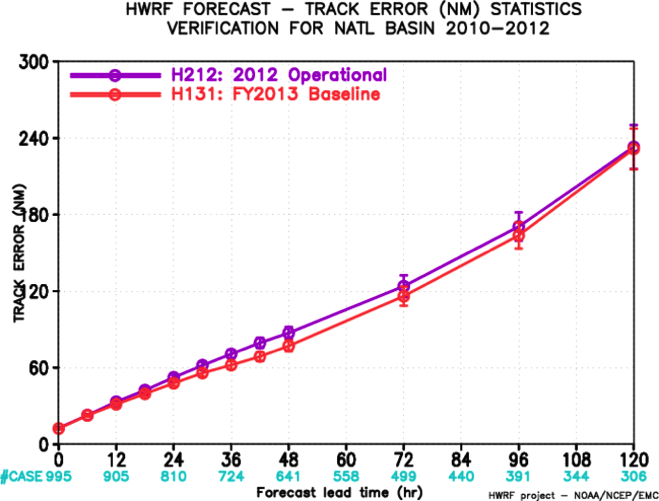 HWRF FORECAST – TRACK ERROR (NM) STATISTICS
VERIFICATION FOR NATL BASIN 2010–2012
H212: 2012 Operational
H131: FY2013 Baseline
TRACK ERROR (NM)
300
240
180
120
60
0
0 12 24 36 48 60 72 84 96 108 120
#CASE 995 905 810 724 641 558 499 440 391 344 306
Forecast lead time (hr)
HWRF project – NOAA/NCEP/EMC